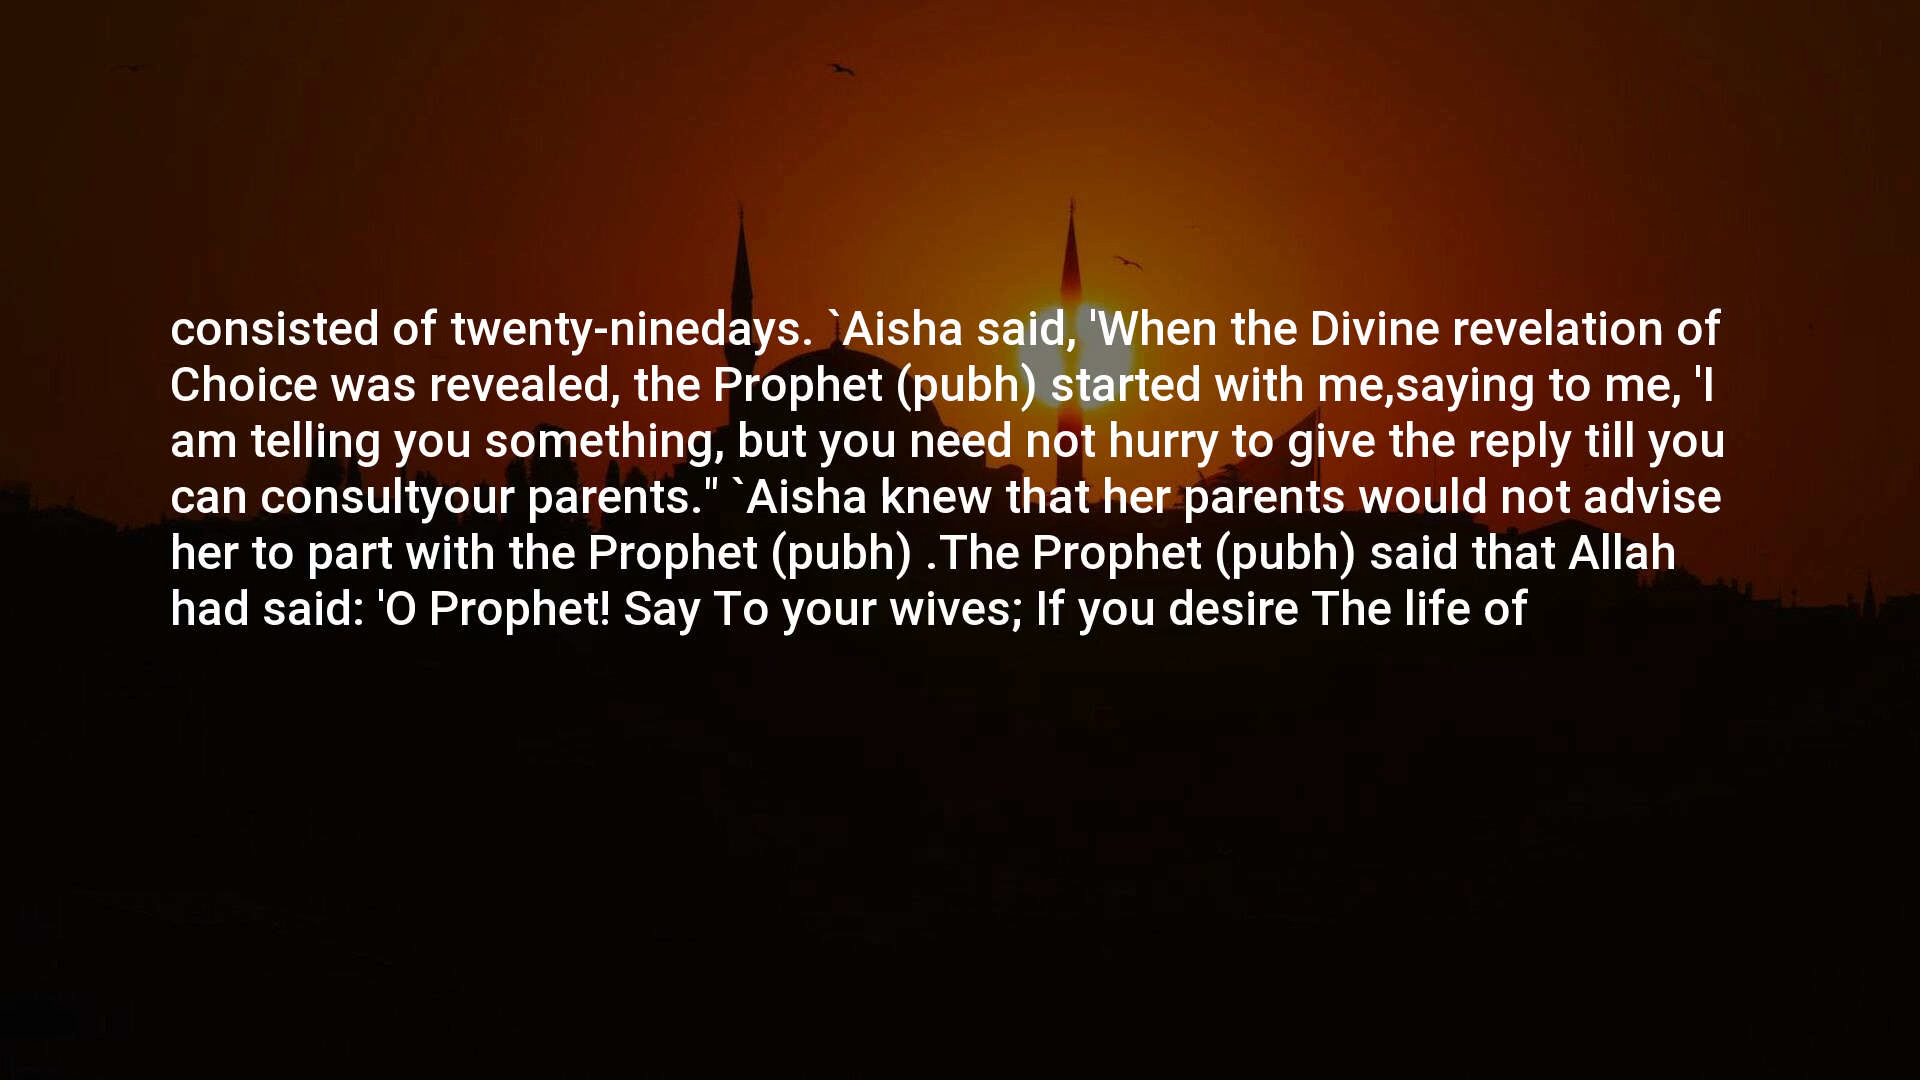 consisted of twenty-ninedays. `Aisha said, 'When the Divine revelation of
Choice was revealed, the Prophet (pubh) started with me,saying to me, 'I
am telling you something, but you need not hurry to give the reply till you
can consultyour parents." `Aisha knew that her parents would not advise
her to part with the Prophet (pubh) .The Prophet (pubh) said that Allah
had said: 'O Prophet! Say To your wives; If you desire The life of